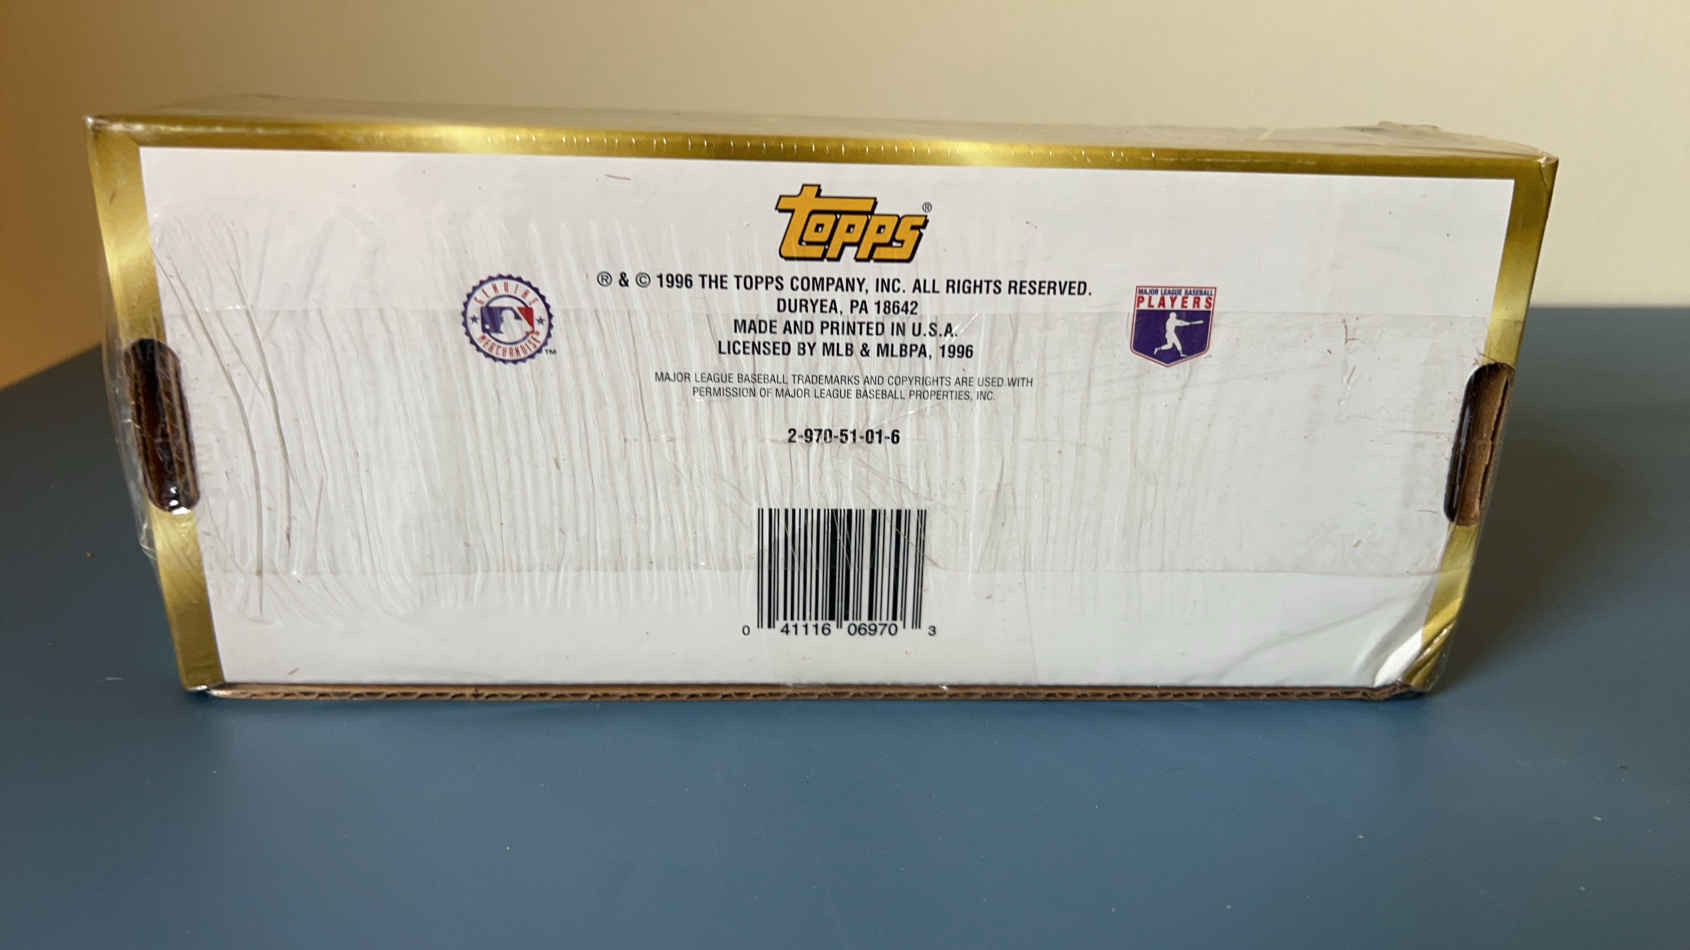 topps®
® & © 1996 THE TOPPS COMPANY, INC. ALL RIGHTS RESERVED.
DURYEA, PA 18642
MADE AND PRINTED IN U.S.A.
LICENSED BY MLB & MLBPA, 1996
GENUINE
MERCHANDISE
™
MAJOR LEAGUE BASEBALL
PLAYERS
MAJOR LEAGUE BASEBALL TRADEMARKS AND COPYRIGHTS ARE USED WITH
PERMISSION OF MAJOR LEAGUE BASEBALL PROPERTIES, INC.
2-970-51-01-6
0 41116 06970 3